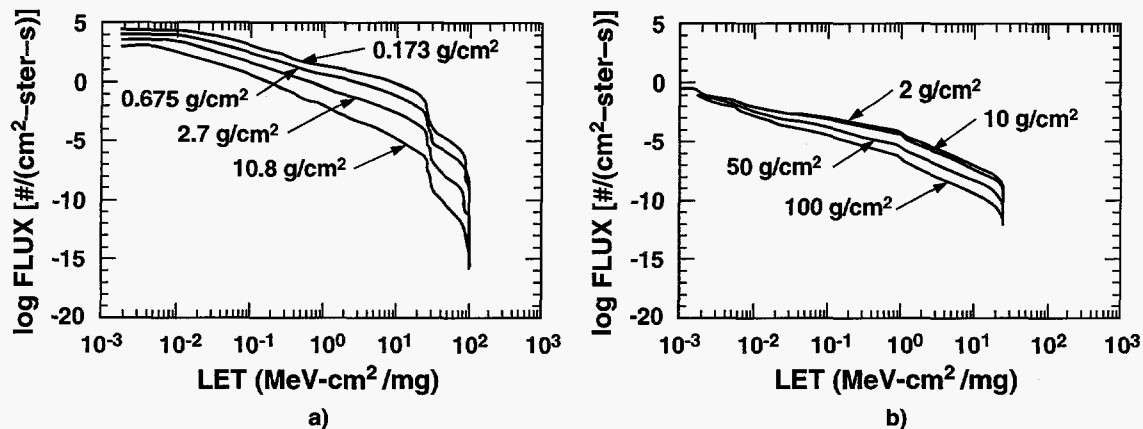 log FLUX [#/(cm²–ster–s)]
5
0
-5
-10
-15
-20
0.173 g/cm²
0.675 g/cm²
2.7 g/cm²
10.8 g/cm²
10⁻³ 10⁻² 10⁻¹ 10⁰ 10¹ 10² 10³
LET (MeV-cm²/mg)
a)
log FLUX [#/(cm²–ster–s)]
5
0
-5
-10
-15
-20
2 g/cm²
10 g/cm²
50 g/cm²
100 g/cm²
10⁻³ 10⁻² 10⁻¹ 10⁰ 10¹ 10² 10³
LET (MeV-cm²/mg)
b)